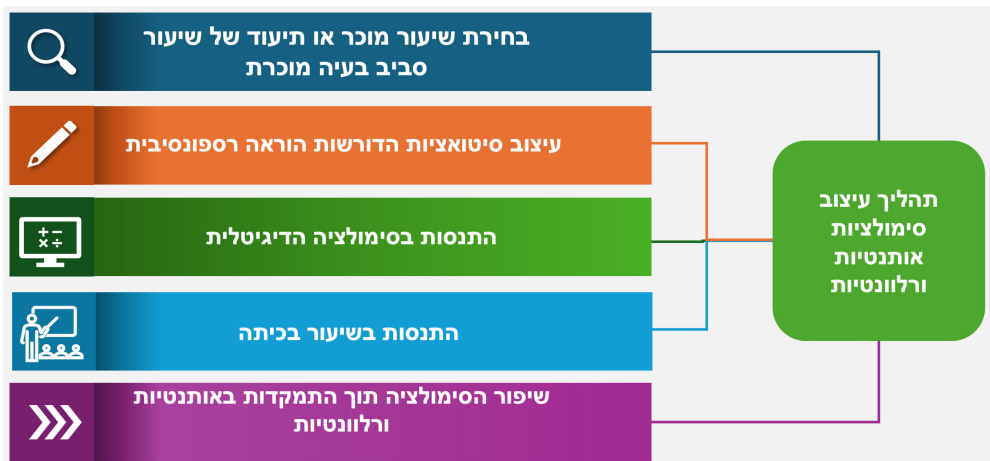 בחירת שיעור מוכר או תיעוד של שיעור
סביב בעיה מוכרת
עיצוב סיטואציות הדורשות הוראה רספונסיבית
התנסות בסימולציה הדיגיטלית
התנסות בשיעור בכיתה
שיפור הסימולציה תוך התמקדות באותנטיות
ורלוונטיות
תהליך עיצוב
סימולציות
אותנטיות
ורלוונטיות